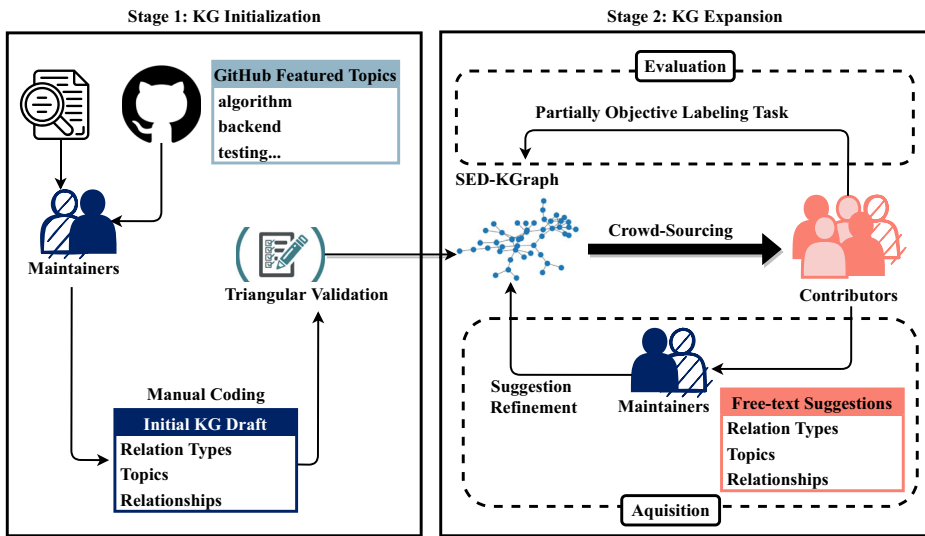 Stage 1: KG Initialization
GitHub Featured Topics
algorithm
backend
testing...
Maintainers
Triangular Validation
Manual Coding
Initial KG Draft
Relation Types
Topics
Relationships
Stage 2: KG Expansion
Evaluation
Partially Objective Labeling Task
SED-KGraph
Crowd-Sourcing
Contributors
Suggestion
Refinement
Maintainers
Free-text Suggestions
Relation Types
Topics
Relationships
Aquisition